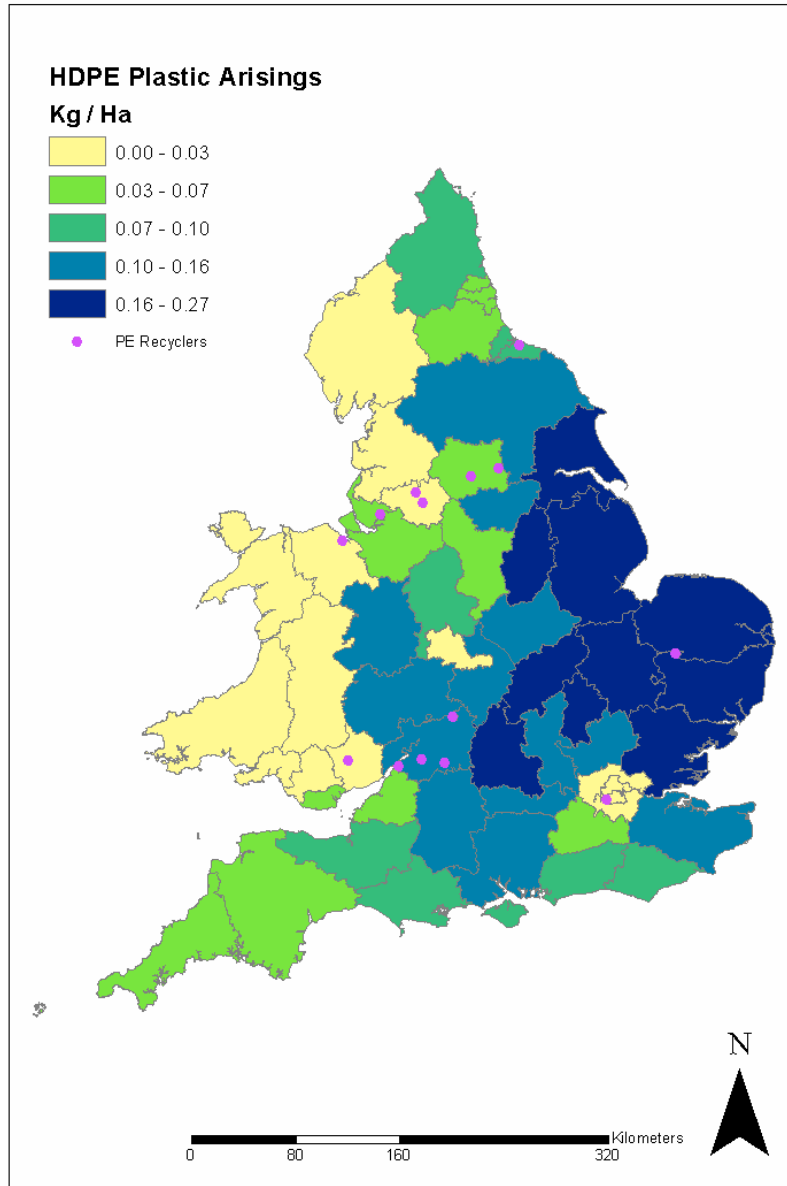 HDPE Plastic Arisings
Kg / Ha
0.00 - 0.03
0.03 - 0.07
0.07 - 0.10
0.10 - 0.16
0.16 - 0.27
PE Recyclers
N
Kilometers
0 80 160 320